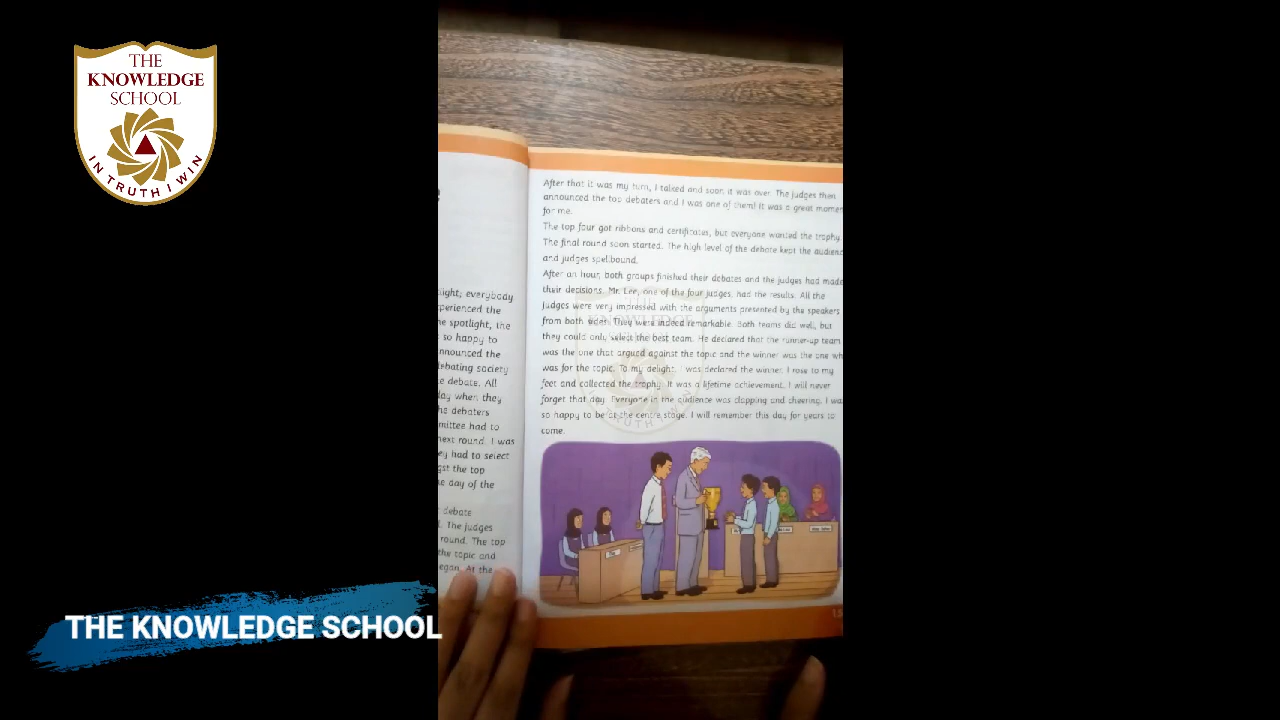 THE
KNOWLEDGE
SCHOOL
IN TRUTH I WIN
light; everybody
perienced the
he spotlight, the
so happy to
nnounced the
debating society
e debate. All
day when they
he debaters
mittee had to
next round. I was
ey had to select
gst the top
e day of the
debate
. The judges
round. The top
the topic and
egan. At the
After that it was my turn, I talked and soon it was over. The judges then
announced the top debaters and I was one of them! It was a great momen
for me.
The top four got ribbons and certificates, but everyone wanted the trophy.
The final round soon started. The high level of the debate kept the audienc
and judges spellbound.
After an hour, both groups finished their debates and the judges had made
their decisions. Mr. Lee, one of the four judges, had the results. All the
judges were very impressed with the arguments presented by the speakers
from both sides. They were indeed remarkable. Both teams did well, but
they could only select the best team. He declared that the runner-up team
was the one that argued against the topic and the winner was the one wh
was for the topic. To my delight, I was declared the winner. I rose to my
feet and collected the trophy. It was a lifetime achievement. I will never
forget that day. Everyone in the audience was clapping and cheering. I wa
so happy to be at the centre stage. I will remember this day for years to
come.
THE KNOWLEDGE SCHOOL